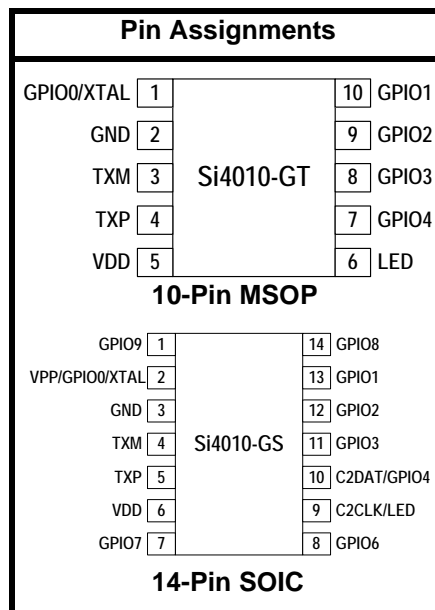 Pin Assignments
GPIO0/XTAL 1 10 GPIO1
GND 2 9 GPIO2
TXM 3 Si4010-GT 8 GPIO3
TXP 4 7 GPIO4
VDD 5 6 LED
10-Pin MSOP
GPIO9 1 14 GPIO8
VPP/GPIO0/XTAL 2 13 GPIO1
GND 3 12 GPIO2
TXM 4 Si4010-GS 11 GPIO3
TXP 5 10 C2DAT/GPIO4
VDD 6 9 C2CLK/LED
GPIO7 7 8 GPIO6
14-Pin SOIC